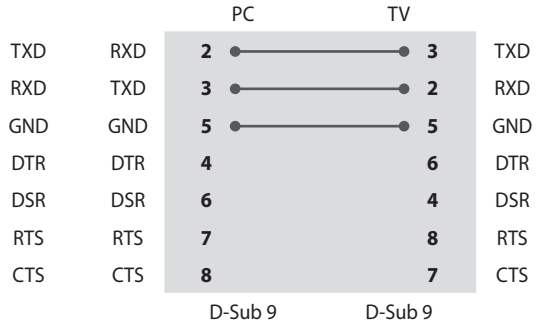 PC TV
TXD RXD 2 3 TXD
RXD TXD 3 2 RXD
GND GND 5 5 GND
DTR DTR 4 6 DTR
DSR DSR 6 4 DSR
RTS RTS 7 8 RTS
CTS CTS 8 7 CTS
D-Sub 9 D-Sub 9